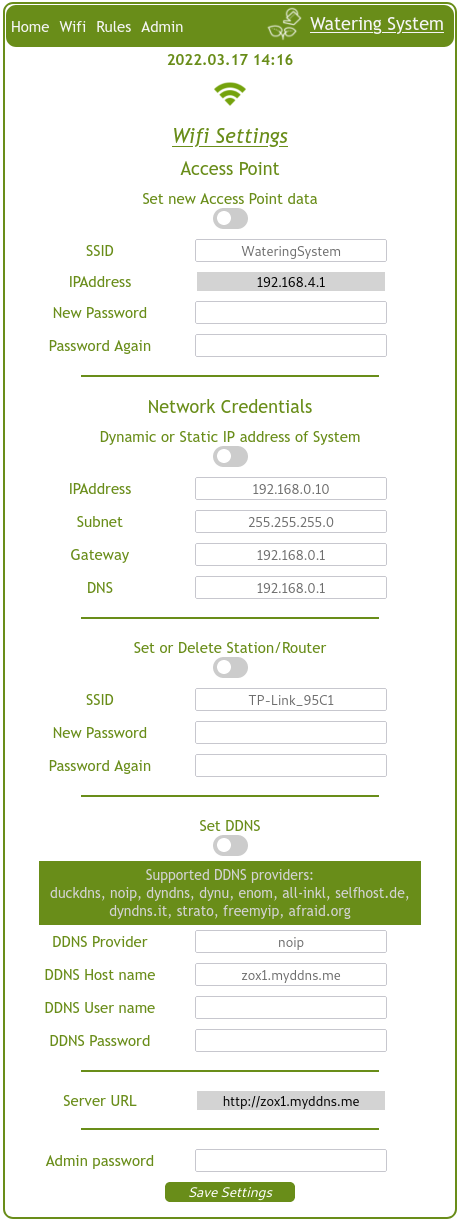 Home Wifi Rules Admin Watering System
2022.03.17 14:16
Wifi Settings
Access Point
Set new Access Point data
SSID WateringSystem
IPAddress 192.168.4.1
New Password
Password Again
Network Credentials
Dynamic or Static IP address of System
IPAddress 192.168.0.10
Subnet 255.255.255.0
Gateway 192.168.0.1
DNS 192.168.0.1
Set or Delete Station/Router
SSID TP-Link_95C1
New Password
Password Again
Set DDNS
Supported DDNS providers:
duckdns, noip, dyndns, dynu, enom, all-inkl, selfhost.de,
dyndns.it, strato, freemyip, afraid.org
DDNS Provider noip
DDNS Host name zox1.myddns.me
DDNS User name
DDNS Password
Server URL http://zox1.myddns.me
Admin password
Save Settings